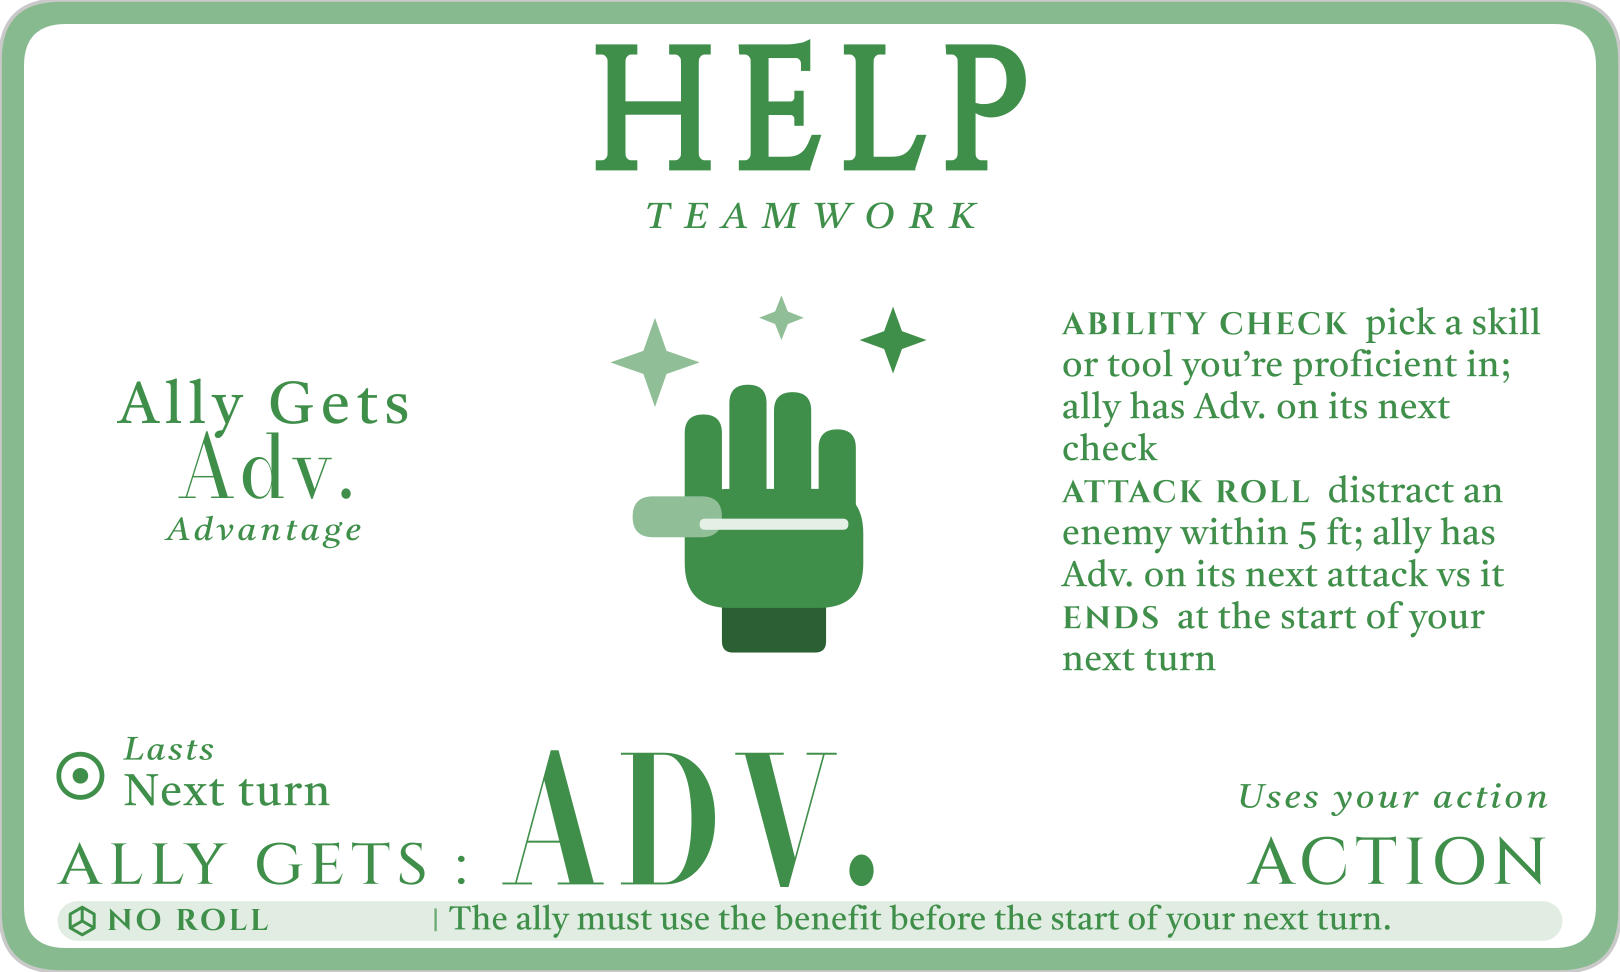 HELP
TEAMWORK
Ally Gets
Adv.
Advantage
ABILITY CHECK pick a skill
or tool you’re proficient in;
ally has Adv. on its next
check
ATTACK ROLL distract an
enemy within 5 ft; ally has
Adv. on its next attack vs it
ENDS at the start of your
next turn
Lasts
Next turn
ALLY GETS : ADV.
Uses your action
ACTION
NO ROLL | The ally must use the benefit before the start of your next turn.